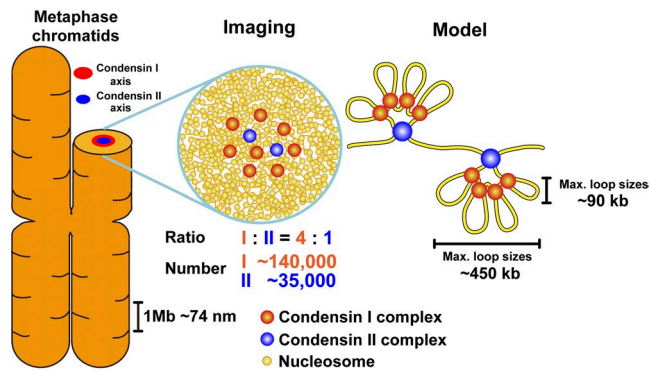 Metaphase
chromatids
Condensin I
axis
Condensin II
axis
Imaging
Model
Max. loop sizes
~90 kb
Max. loop sizes
~450 kb
Ratio I : II = 4 : 1
Number I ~140,000
II ~35,000
1Mb ~74 nm
Condensin I complex
Condensin II complex
Nucleosome